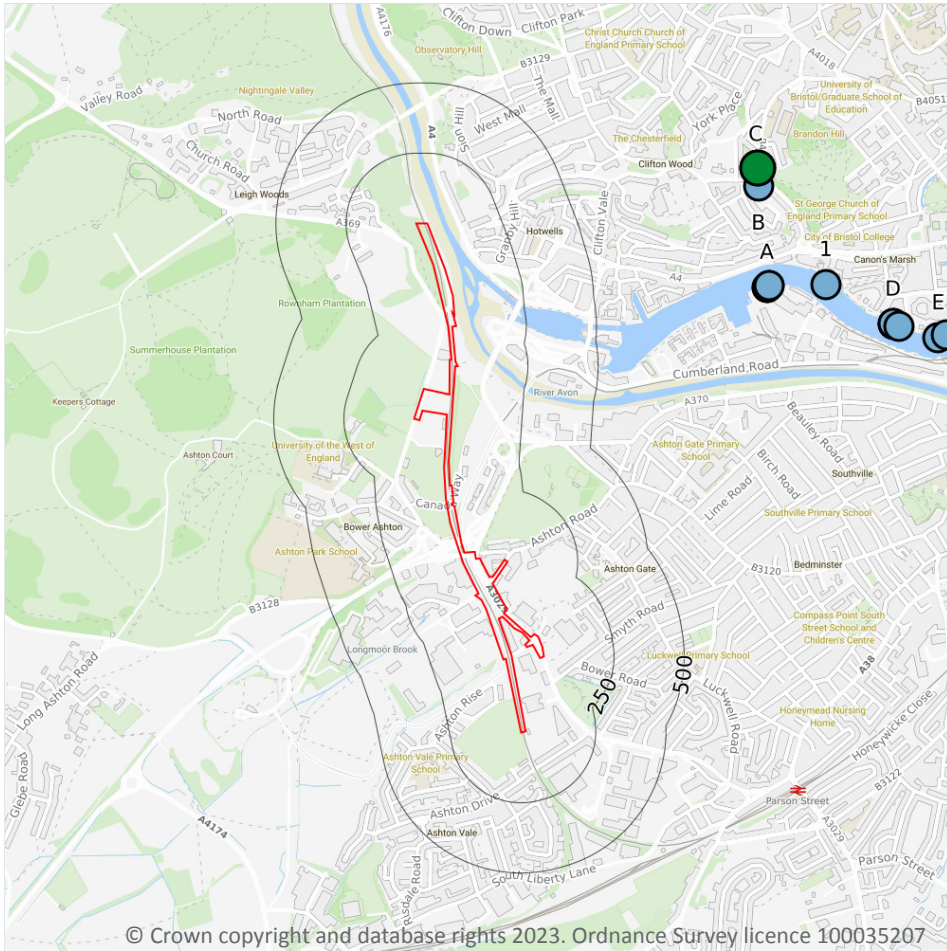 A4176
Clifton Down
Clifton Park
Christ Church Church of
England Primary School
Observatory Hill
B3129
A4018
Valley Road
Nightingale Valley
The Mall
University of
Bristol/Graduate School of
Education
B4051
North Road
A4
West Mall
York Place
Sion Hill
The Chesterfield
C
Brandon Hill
Church Road
Clifton Wood
Leigh Woods
Clifton Vale
B
St George Church of
England Primary School
A369
Granby Hill
Hotwells
City of Bristol College
A
1
Canon's Marsh
A4
Rownham Plantation
D
E
Summerhouse Plantation
Cumberland Road
Keepers Cottage
River Avon
A370
Beauley Road
University of the West of
England
Ashton Gate Primary
School
Ashton Court
Birch Road
Southville
Lime Road
Canada Way
Southville Primary School
Bower Ashton
Ashton Road
Ashton Park School
Bedminster
Ashton Gate
B3120
A3029
B3128
Smyth Road
Compass Point South
Street School and
Children's Centre
Longmoor Brook
Luckwell Primary School
A38
Long Ashton Road
Bower Road
500
250
Luckwell Road
Ashton Rise
Honeymead Nursing
Home
Honeywicke Close
Ashton Vale Primary
School
Glebe Road
B3122
Parson Street
Ashton Drive
A4174
Ashton Vale
A3029
South Liberty Lane
Parson Street
Risdale Road
© Crown copyright and database rights 2023. Ordnance Survey licence 100035207